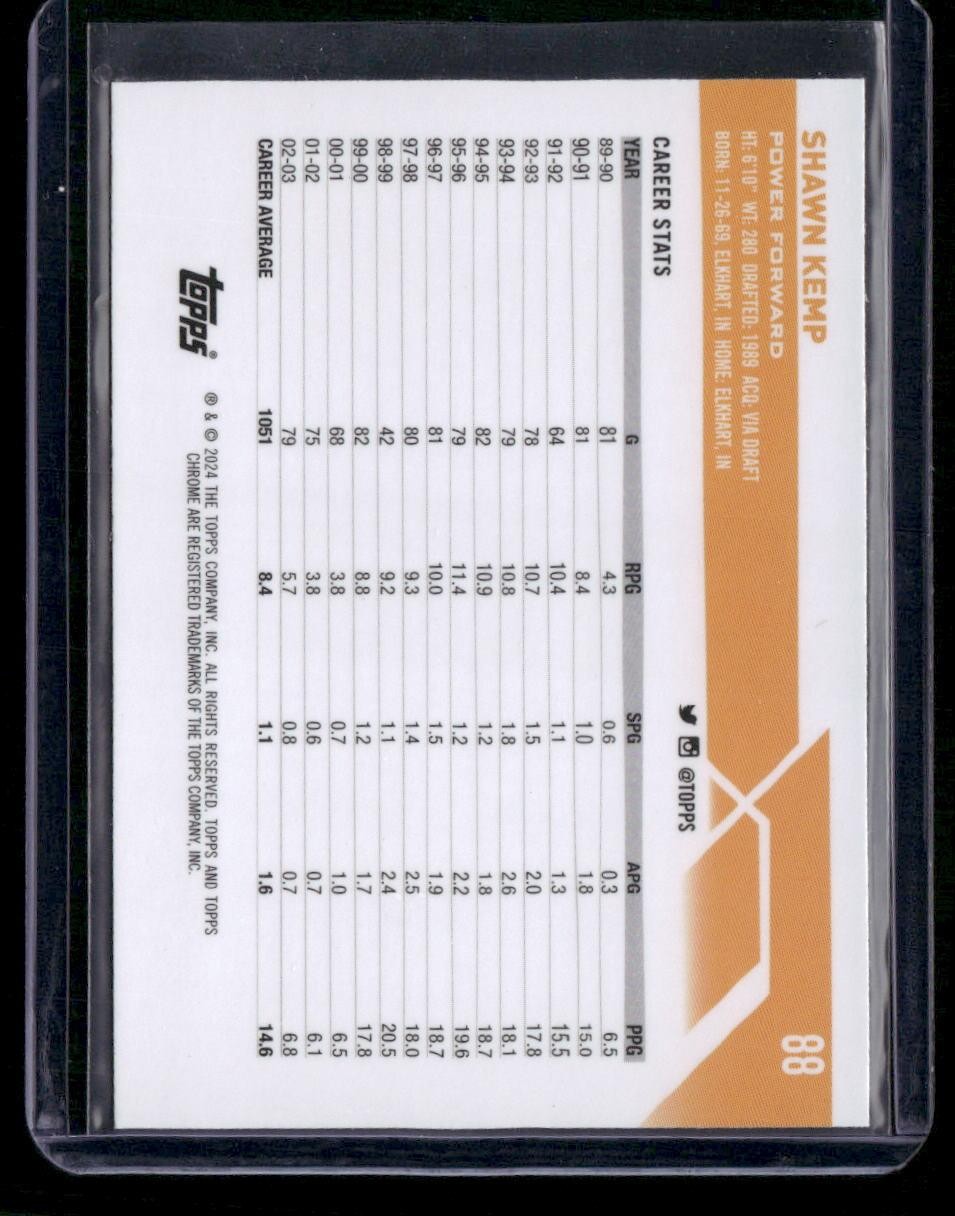 SHAWN KEMP
88
POWER FORWARD
HT: 6'10" WT: 280 DRAFTED: 1989 ACQ: VIA DRAFT
BORN: 11-26-69, ELKHART, IN HOME: ELKHART, IN
@TOPPS
CAREER STATS
YEAR G RPG SPG APG PPG
89-90 81 4.3 0.6 0.3 6.5
90-91 81 8.4 1.0 1.8 15.0
91-92 64 10.4 1.1 1.3 15.5
92-93 78 10.7 1.5 2.0 17.8
93-94 79 10.8 1.8 2.6 18.1
94-95 82 10.9 1.2 1.8 18.7
95-96 79 11.4 1.2 2.2 19.6
96-97 81 10.0 1.5 1.9 18.7
97-98 80 9.3 1.4 2.5 18.0
98-99 42 9.2 1.1 2.4 20.5
99-00 82 8.8 1.2 1.7 17.8
00-01 68 3.8 0.7 1.0 6.5
01-02 75 3.8 0.6 0.7 6.1
02-03 79 5.7 0.8 0.7 6.8
CAREER AVERAGE 1051 8.4 1.1 1.6 14.6
topps®
® & © 2024 THE TOPPS COMPANY, INC. ALL RIGHTS RESERVED. TOPPS AND TOPPS
CHROME ARE REGISTERED TRADEMARKS OF THE TOPPS COMPANY, INC.